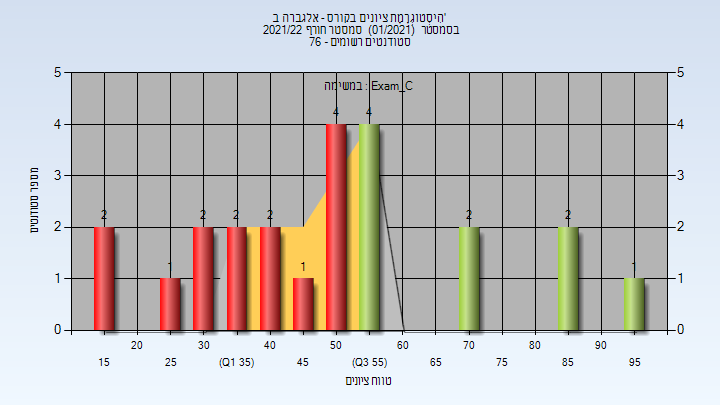 היסטוגרמת ציונים בקורס - אלגברה ב'
בסמסטר (01/2021) סמסטר חורף 2021/22
סטודנטים רשומים - 76
במשימה : Exam_C
מספר סטודנטים
5 5
4 4
3 3
2 2
1 1
0 0
2 1 2 2 2 1 4 4 2 2 1
20 30 40 50 60 70 80 90
15 25 (Q1 35) 45 (Q3 55) 65 75 85 95
טווח ציונים